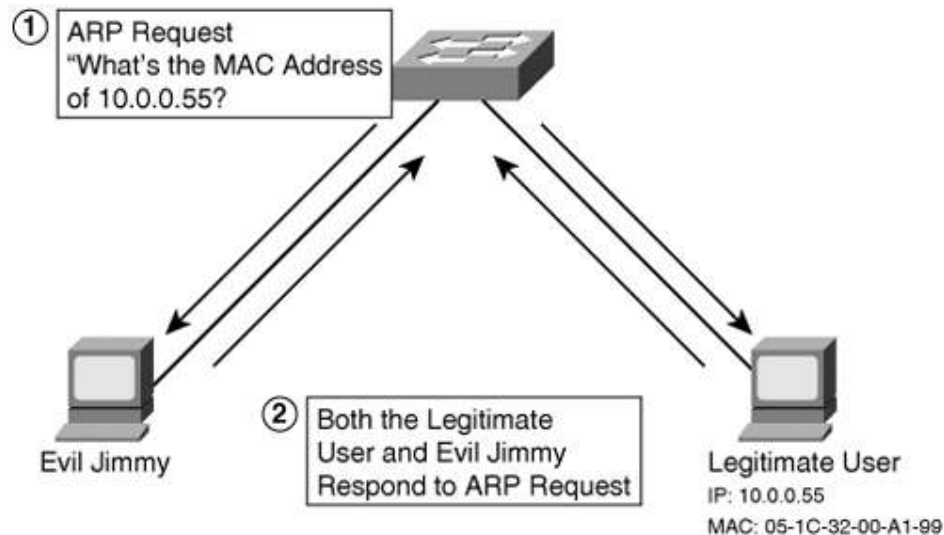 1
ARP Request
“What's the MAC Address
of 10.0.0.55?
Evil Jimmy
2
Both the Legitimate
User and Evil Jimmy
Respond to ARP Request
Legitimate User
IP: 10.0.0.55
MAC: 05-1C-32-00-A1-99